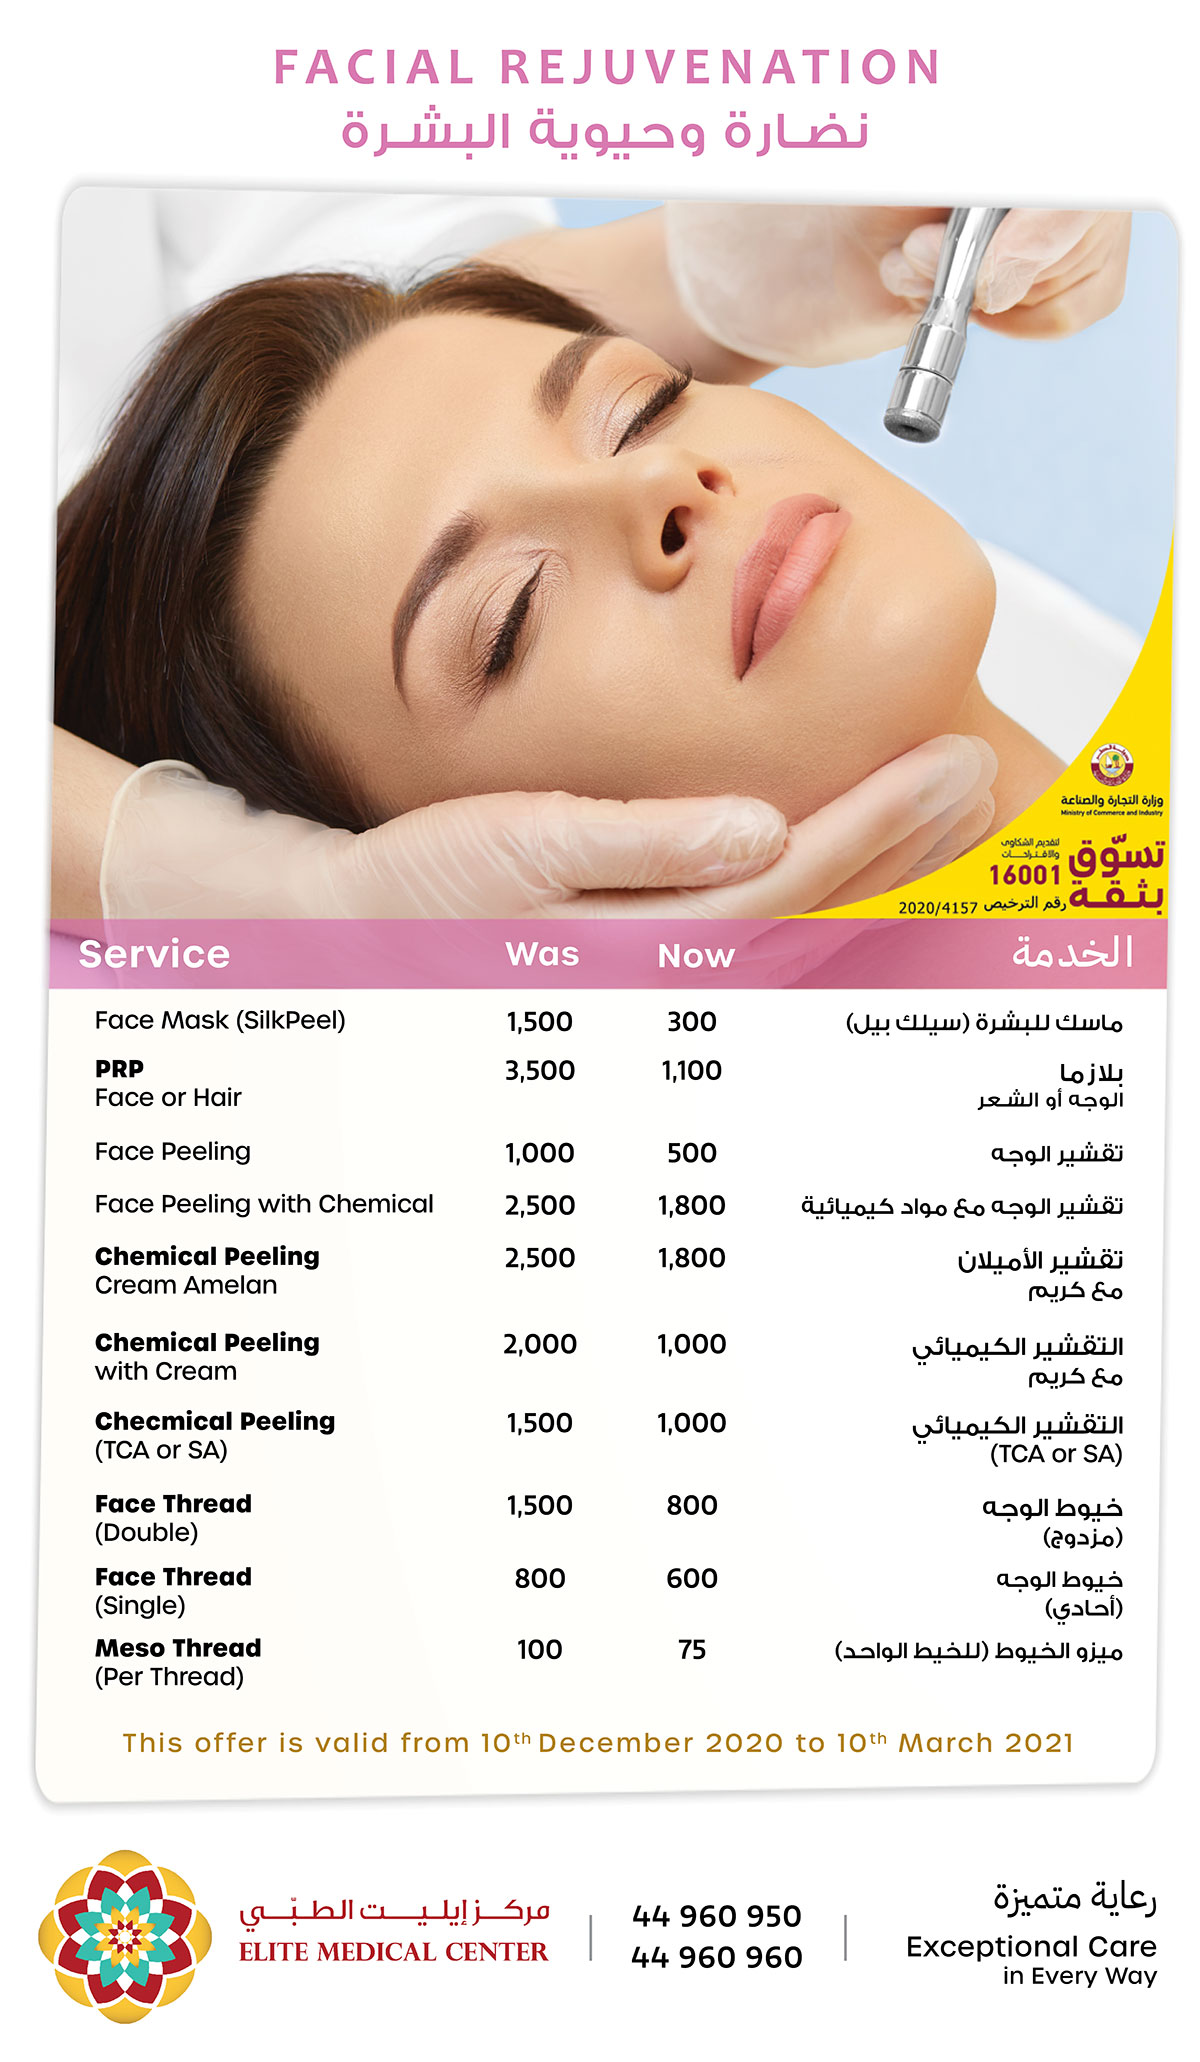 FACIAL REJUVENATION
نضارة وحيوية البشرة
وزارة التجارة والصناعة
Ministry of Commerce and Industry
تسوّق
بثقة
لتقديم الشكاوى
والاقتراحات
16001
رقم الترخيص 2020/4157
Service Was Now الخدمة
Face Mask (SilkPeel) 1,500 300 ماسك للبشرة (سيلك بيل)
PRP 3,500 1,100 بلازما
Face or Hair الوجه أو الشعر
Face Peeling 1,000 500 تقشير الوجه
Face Peeling with Chemical 2,500 1,800 تقشير الوجه مع مواد كيميائية
Chemical Peeling 2,500 1,800 تقشير الأميلان
Cream Amelan مع كريم
Chemical Peeling 2,000 1,000 التقشير الكيميائي
with Cream مع كريم
Checmical Peeling 1,500 1,000 التقشير الكيميائي
(TCA or SA) (TCA or SA)
Face Thread 1,500 800 خيوط الوجه
(Double) (مزدوج)
Face Thread 800 600 خيوط الوجه
(Single) (أحادي)
Meso Thread 100 75 ميزو الخيوط (للخيط الواحد)
(Per Thread)
This offer is valid from 10th December 2020 to 10th March 2021
مركز إيليت الطبّي
ELITE MEDICAL CENTER
44 960 950
44 960 960
رعاية متميزة
Exceptional Care
in Every Way